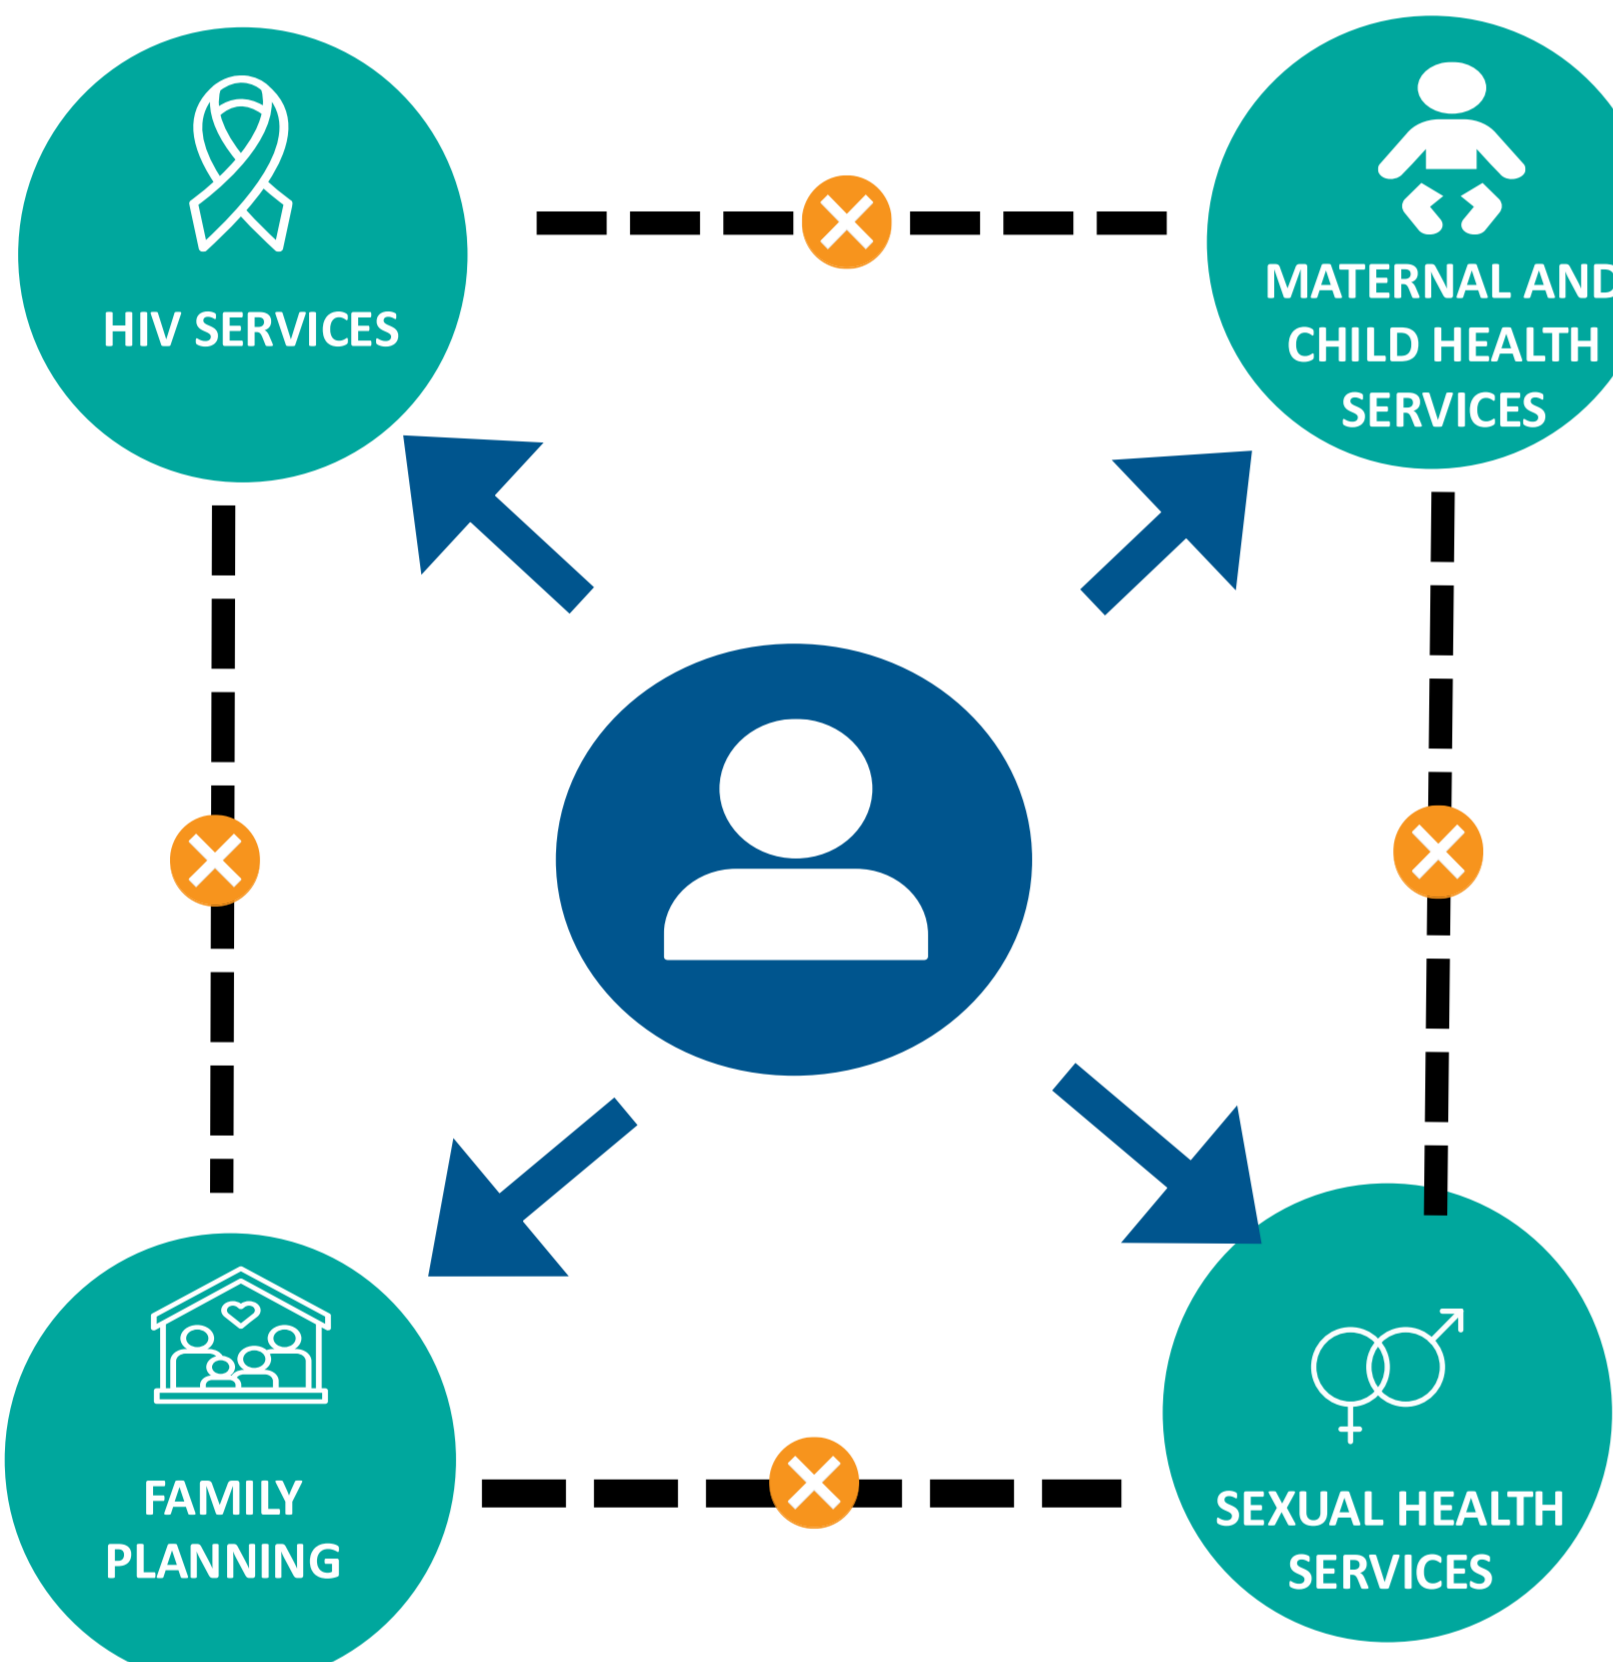 HIV SERVICES
MATERNAL AND
CHILD HEALTH
SERVICES
FAMILY
PLANNING
SEXUAL HEALTH
SERVICES